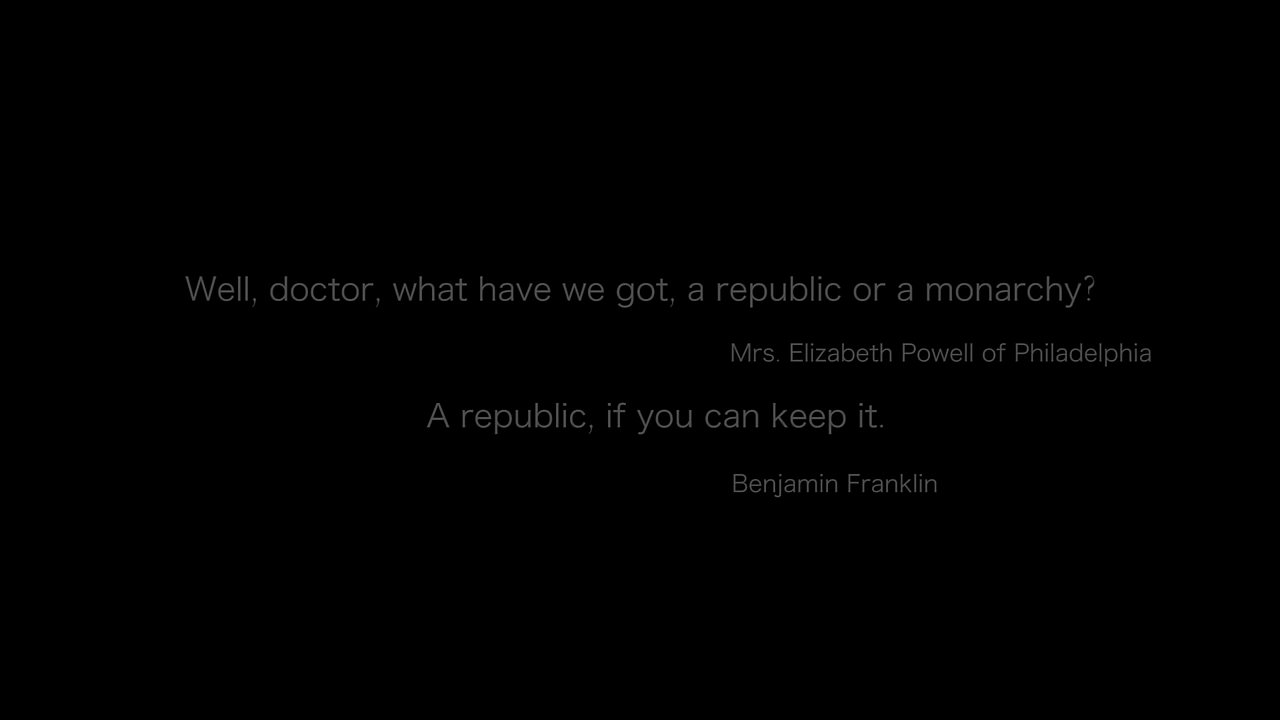 Well, doctor, what have we got, a republic or a monarchy?
Mrs. Elizabeth Powell of Philadelphia
A republic, if you can keep it.
Benjamin Franklin